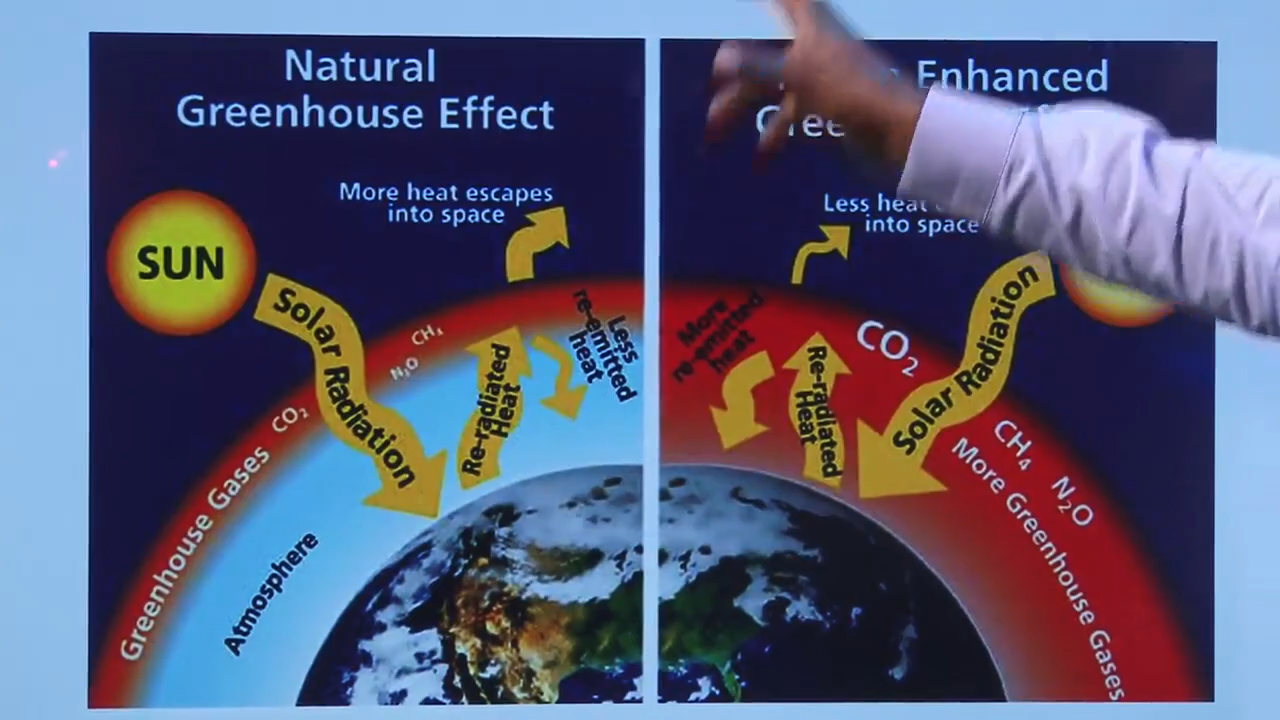 Natural
Greenhouse Effect
More heat escapes
into space
SUN
Solar Radiation
CH₄
N₂O
CO₂
Greenhouse Gases
Atmosphere
Re-radiated
Heat
Less
re-emitted
heat
Enhanced
Less heat
into space
More
re-emitted
heat
Re-radiated
Heat
CO₂
Solar Radiation
CH₄
N₂O
More Greenhouse Gases